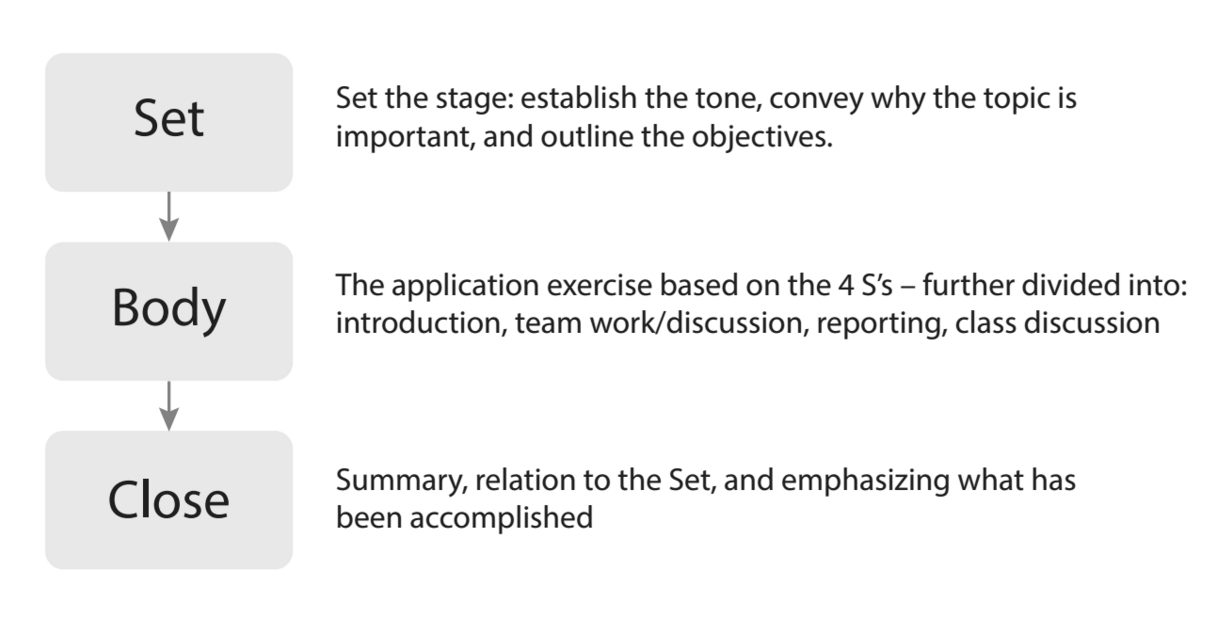 Set
Set the stage: establish the tone, convey why the topic is
important, and outline the objectives.
Body
The application exercise based on the 4 S’s – further divided into:
introduction, team work/discussion, reporting, class discussion
Close
Summary, relation to the Set, and emphasizing what has
been accomplished